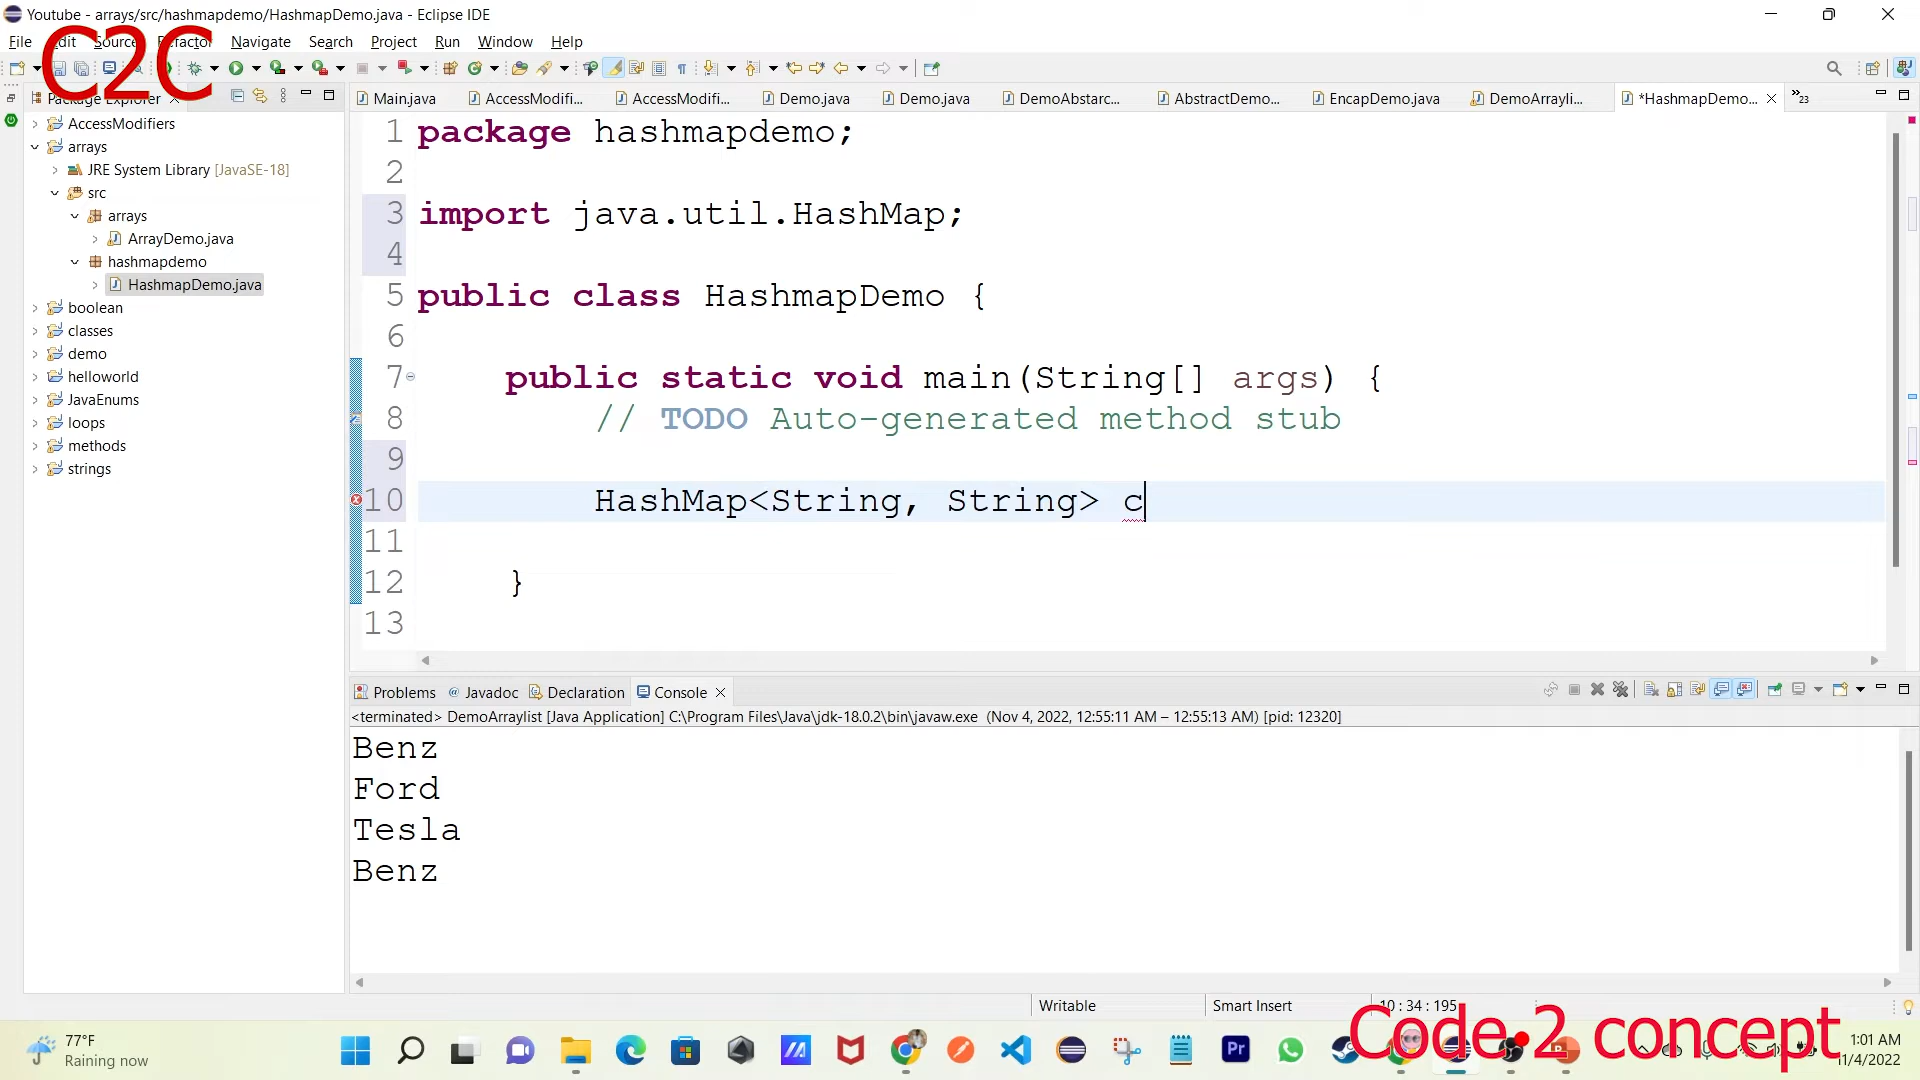 Youtube - arrays/src/hashmapdemo/HashmapDemo.java - Eclipse IDE
File Edit Source Refactor Navigate Search Project Run Window Help
C2C
Package Explorer
Main.java AccessModifi... AccessModifi... Demo.java Demo.java DemoAbstarc... AbstractDemo... EncapDemo.java DemoArrayli... *HashmapDemo... »23
AccessModifiers
arrays
JRE System Library [JavaSE-18]
src
arrays
ArrayDemo.java
hashmapdemo
HashmapDemo.java
boolean
classes
demo
helloworld
JavaEnums
loops
methods
strings
1 package hashmapdemo;
2
3 import java.util.HashMap;
4
5 public class HashmapDemo {
6
7 public static void main(String[] args) {
8 // TODO Auto-generated method stub
9
10 HashMap<String, String> c
11
12 }
13
Problems Javadoc Declaration Console
<terminated> DemoArraylist [Java Application] C:\Program Files\Java\jdk-18.0.2\bin\javaw.exe (Nov 4, 2022, 12:55:11 AM – 12:55:13 AM) [pid: 12320]
Benz
Ford
Tesla
Benz
Writable Smart Insert 10 : 34 : 195
Code 2 concept
77°F
Raining now
Pr
1:01 AM
11/4/2022